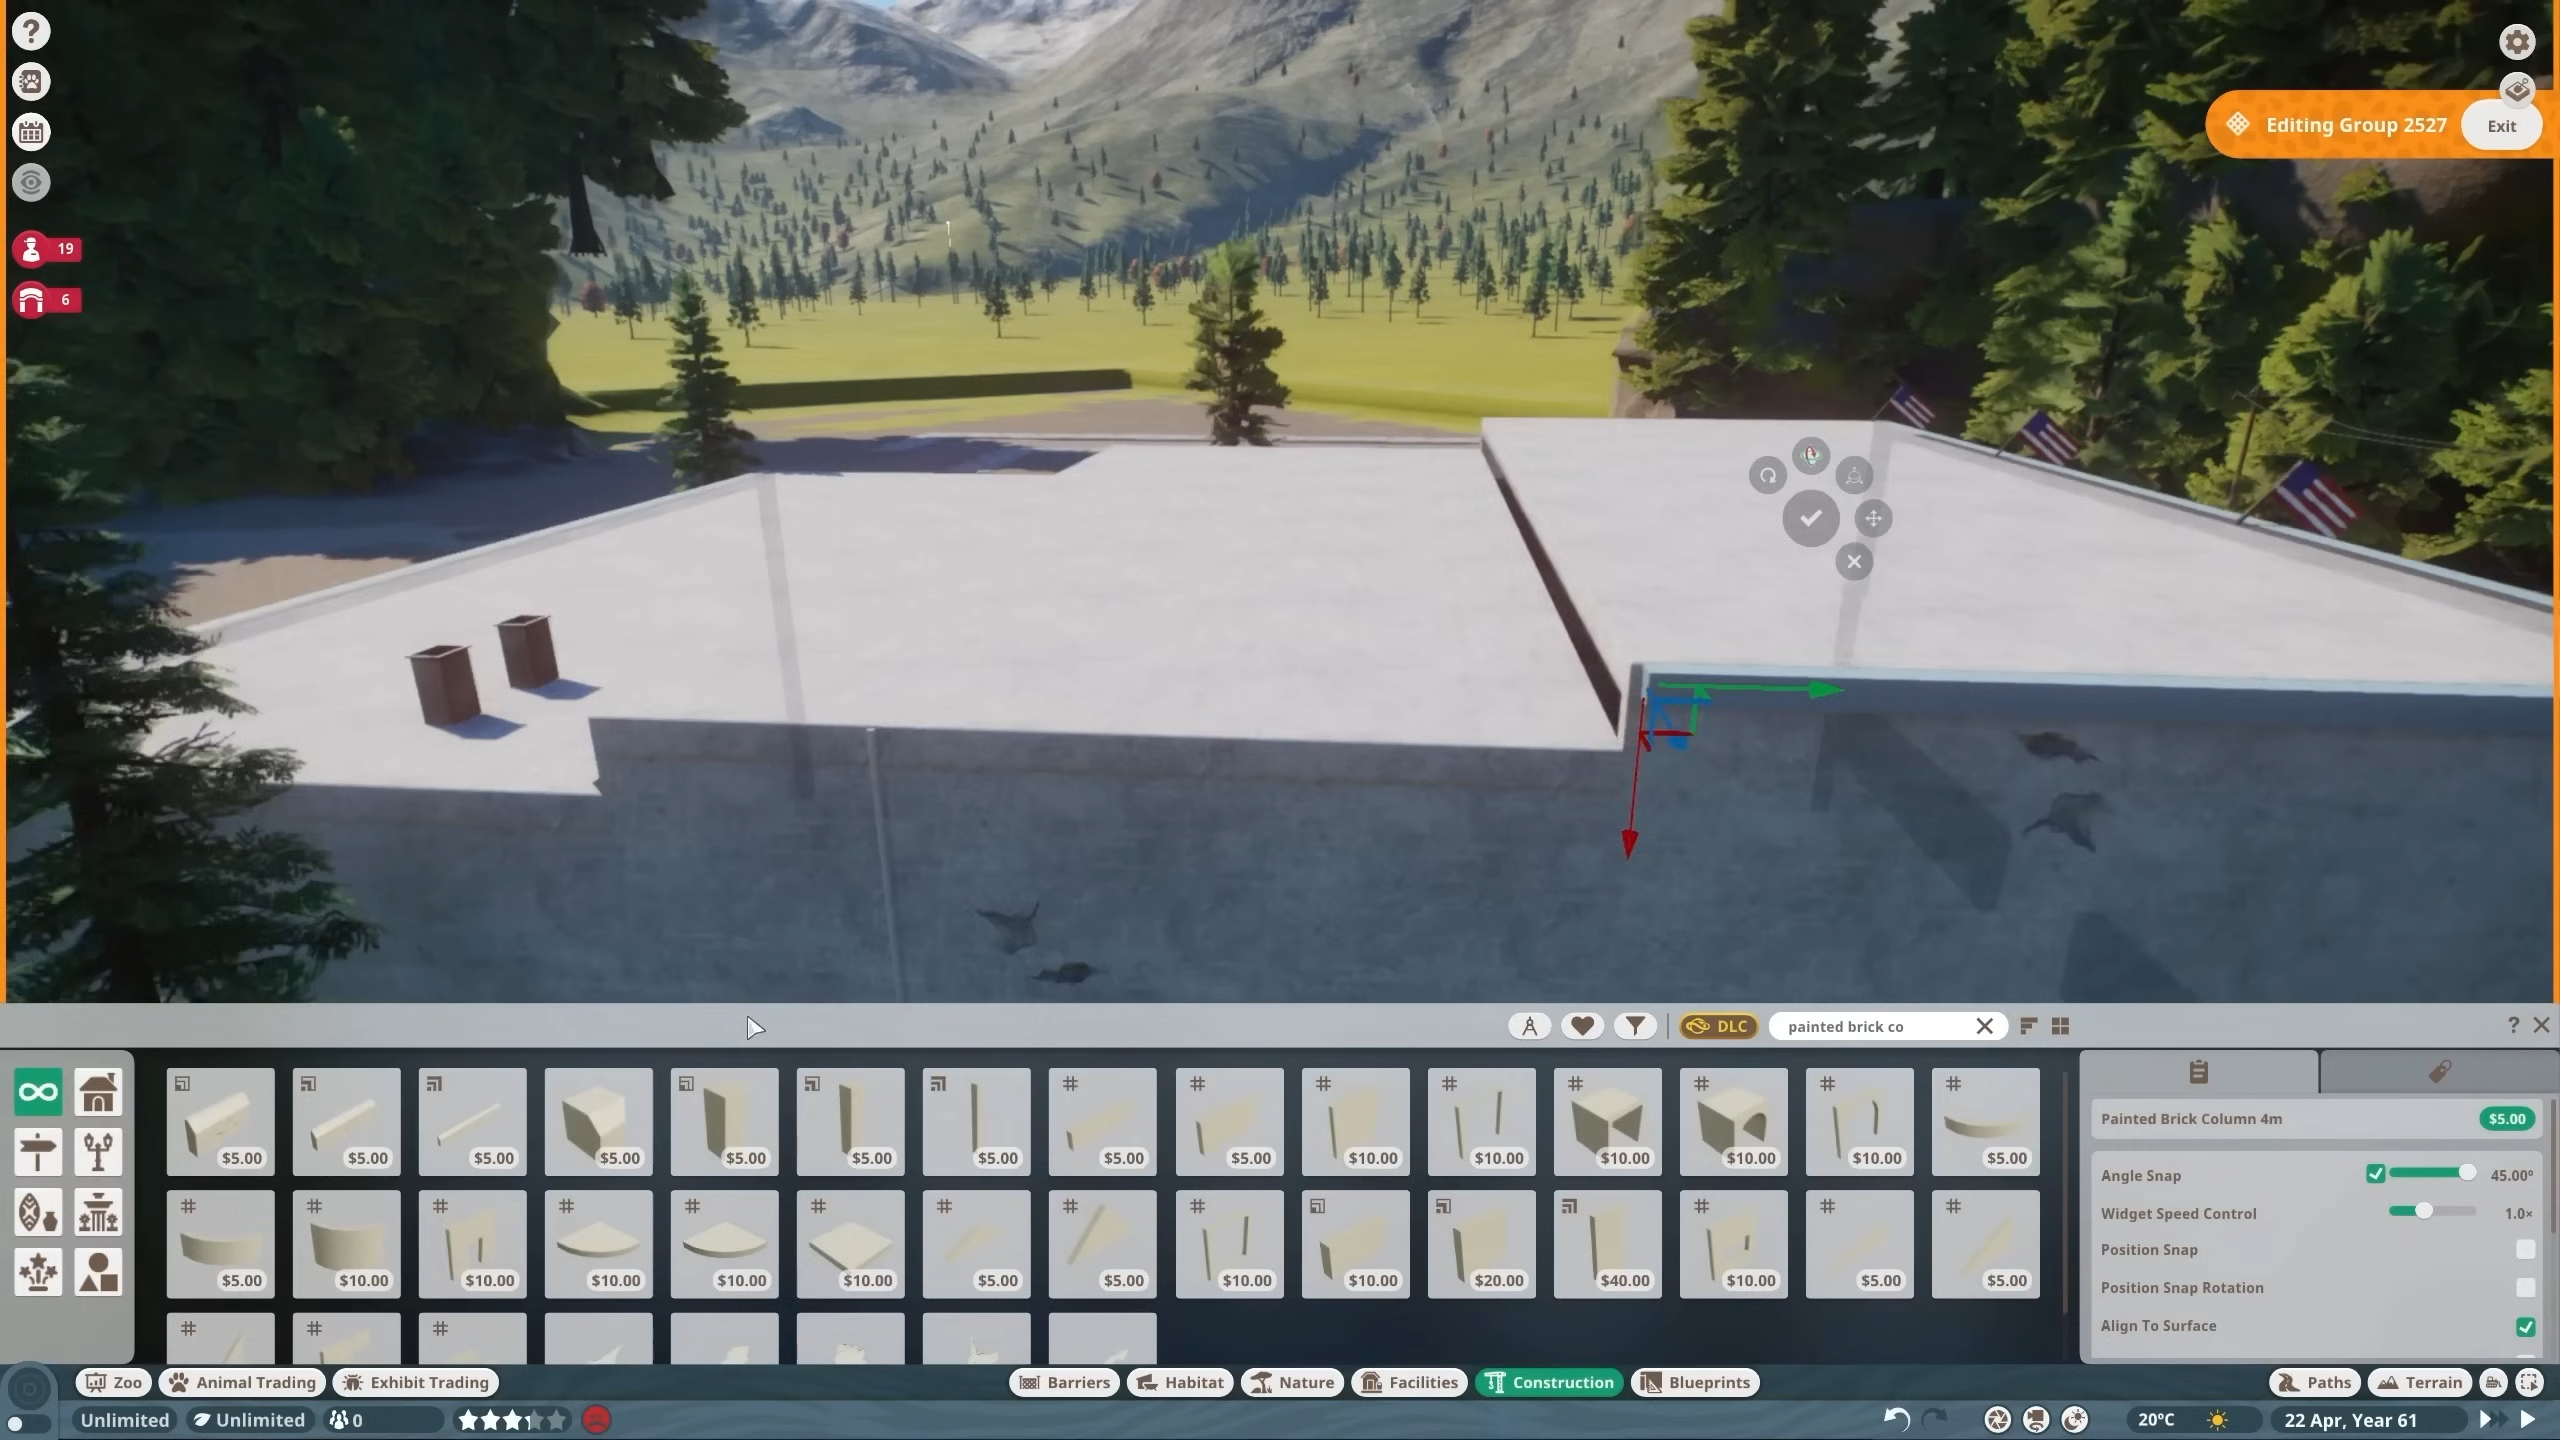 ?
Editing Group 2527
Exit
19
6
DLC
painted brick co
?
$5.00
$5.00
$5.00
$5.00
$5.00
$5.00
$5.00
$5.00
$5.00
$10.00
$10.00
$10.00
$10.00
$10.00
$5.00
$5.00
$10.00
$10.00
$10.00
$10.00
$10.00
$5.00
$5.00
$10.00
$10.00
$20.00
$40.00
$10.00
$5.00
$5.00
Painted Brick Column 4m
$5.00
Angle Snap
45.00°
Widget Speed Control
1.0×
Position Snap
Position Snap Rotation
Align To Surface
Zoo
Animal Trading
Exhibit Trading
Barriers
Habitat
Nature
Facilities
Construction
Blueprints
Paths
Terrain
Unlimited
Unlimited
0
20°C
22 Apr, Year 61